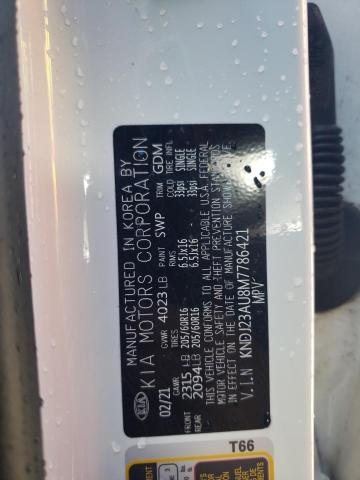 MANUFACTURED IN KOREA BY
KIA MOTORS CORPORATION
KIA
02/21
GVWR 4023 LB PAINT SWP TRIM GDM
GAWR TIRES RIMS COLD TIRE INFL
FRONT 2315 LB 205/60R16 6.5Jx16 33psi SINGLE
REAR 2094 LB 205/60R16 6.5Jx16 33psi SINGLE
THIS VEHICLE CONFORMS TO ALL APPLICABLE U.S.A. FEDERAL
MOTOR VEHICLE SAFETY AND THEFT PREVENTION STANDARDS
IN EFFECT ON THE DATE OF MANUFACTURE SHOWN ABOVE.
V.I.N KNDJ23AU8M7786421
MPV
T66